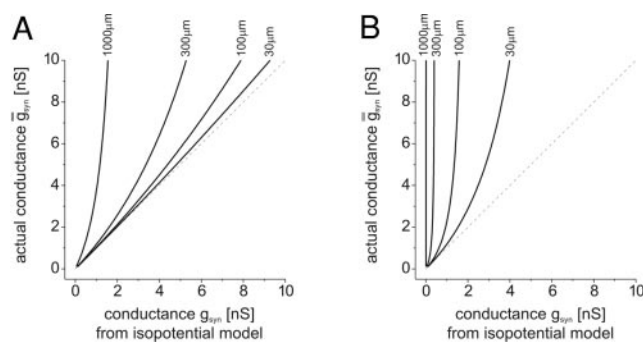 A
1000μm
300μm
100μm
30μm
10
8
6
4
2
0
actual conductance g̅syn [nS]
0 2 4 6 8 10
conductance gsyn [nS]
from isopotential model
B
1000μm
300μm
100μm
30μm
10
8
6
4
2
0
actual conductance g̅syn [nS]
0 2 4 6 8 10
conductance gsyn [nS]
from isopotential model